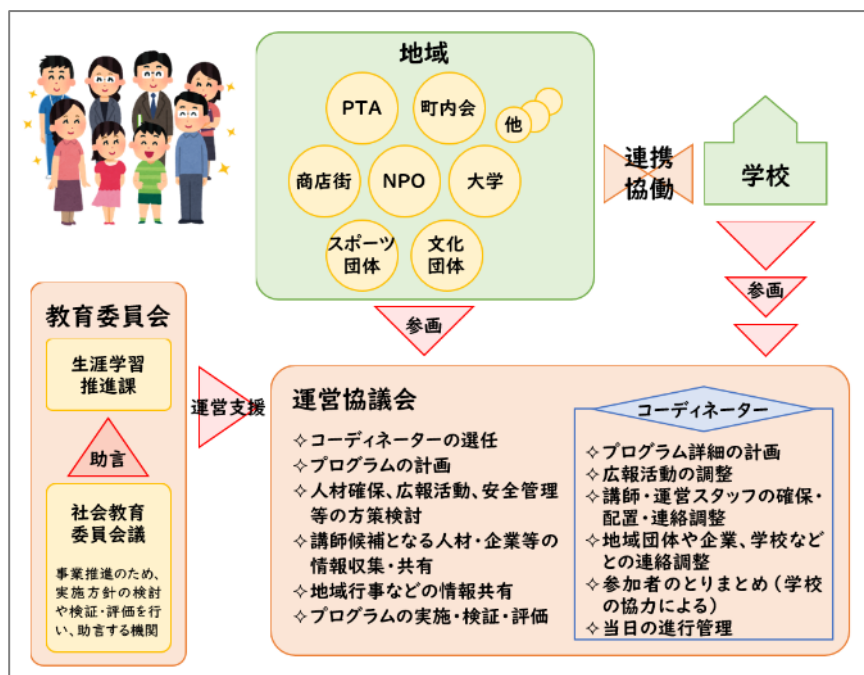 地域
PTA
町内会
他
商店街
NPO
大学
スポーツ
団体
文化
団体
連携
協働
学校
参画
参画
教育委員会
生涯学習
推進課
助言
社会教育
委員会議
事業推進のため、
実施方針の検討
や検証・評価を行
い、助言する機関
運営支援
運営協議会
✧コーディネーターの選任
✧プログラムの計画
✧人材確保、広報活動、安全管理
等の方策検討
✧講師候補となる人材・企業等の
情報収集・共有
✧地域行事などの情報共有
✧プログラムの実施・検証・評価
コーディネーター
✧プログラム詳細の計画
✧広報活動の調整
✧講師・運営スタッフの確保・
配置・連絡調整
✧地域団体や企業、学校など
との連絡調整
✧参加者のとりまとめ（学校
の協力による）
✧当日の進行管理